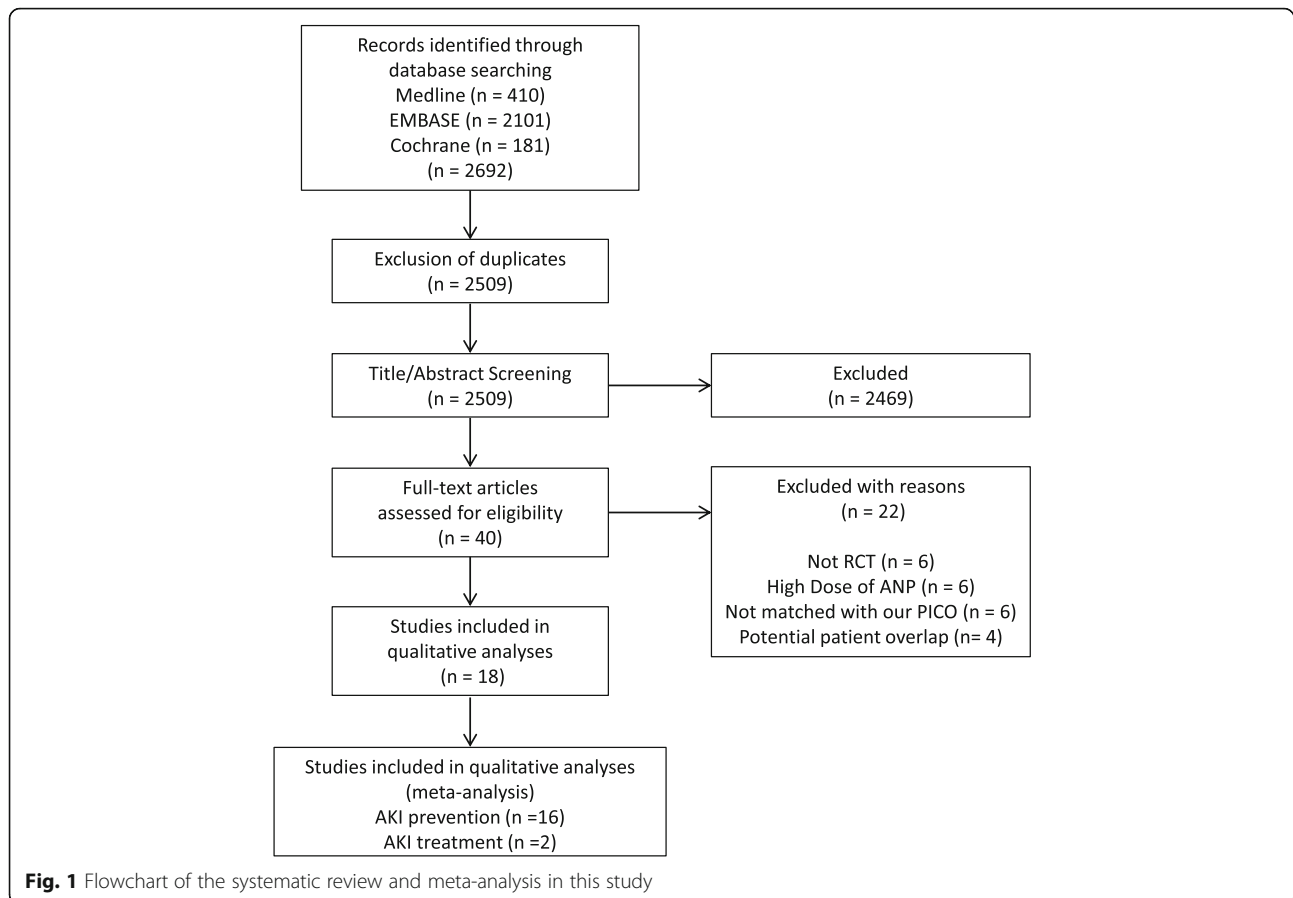 Records identified through
database searching
Medline (n = 410)
EMBASE (n = 2101)
Cochrane (n = 181)
(n = 2692)
Exclusion of duplicates
(n = 2509)
Title/Abstract Screening
(n = 2509)
Excluded
(n = 2469)
Full-text articles
assessed for eligibility
(n = 40)
Excluded with reasons
(n = 22)
Not RCT (n = 6)
High Dose of ANP (n = 6)
Not matched with our PICO (n = 6)
Potential patient overlap (n= 4)
Studies included in
qualitative analyses
(n = 18)
Studies included in qualitative analyses
(meta-analysis)
AKI prevention (n =16)
AKI treatment (n =2)
Fig. 1 Flowchart of the systematic review and meta-analysis in this study